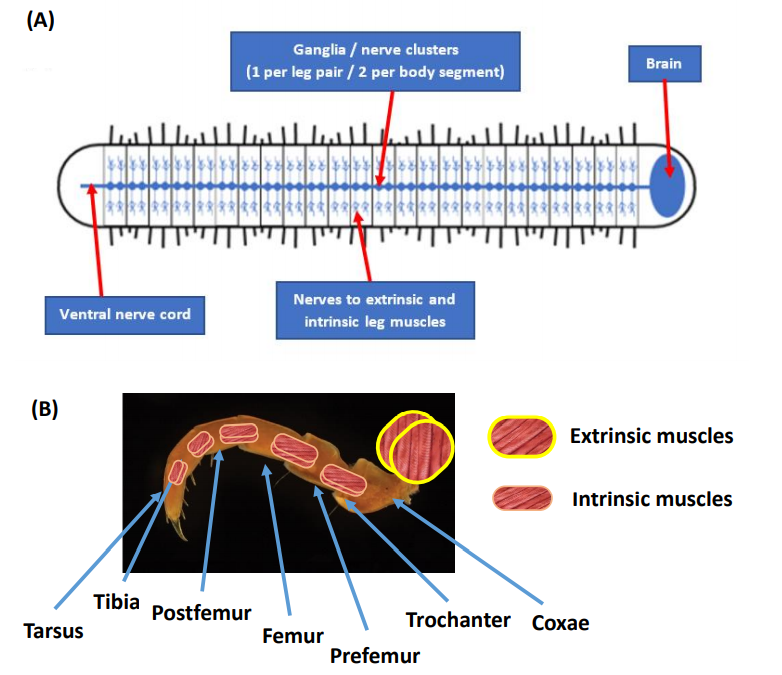 (A)
Ganglia / nerve clusters
(1 per leg pair / 2 per body segment)
Brain
Ventral nerve cord
Nerves to extrinsic and
intrinsic leg muscles
(B)
Extrinsic muscles
Intrinsic muscles
Tarsus
Tibia
Postfemur
Femur
Prefemur
Trochanter
Coxae